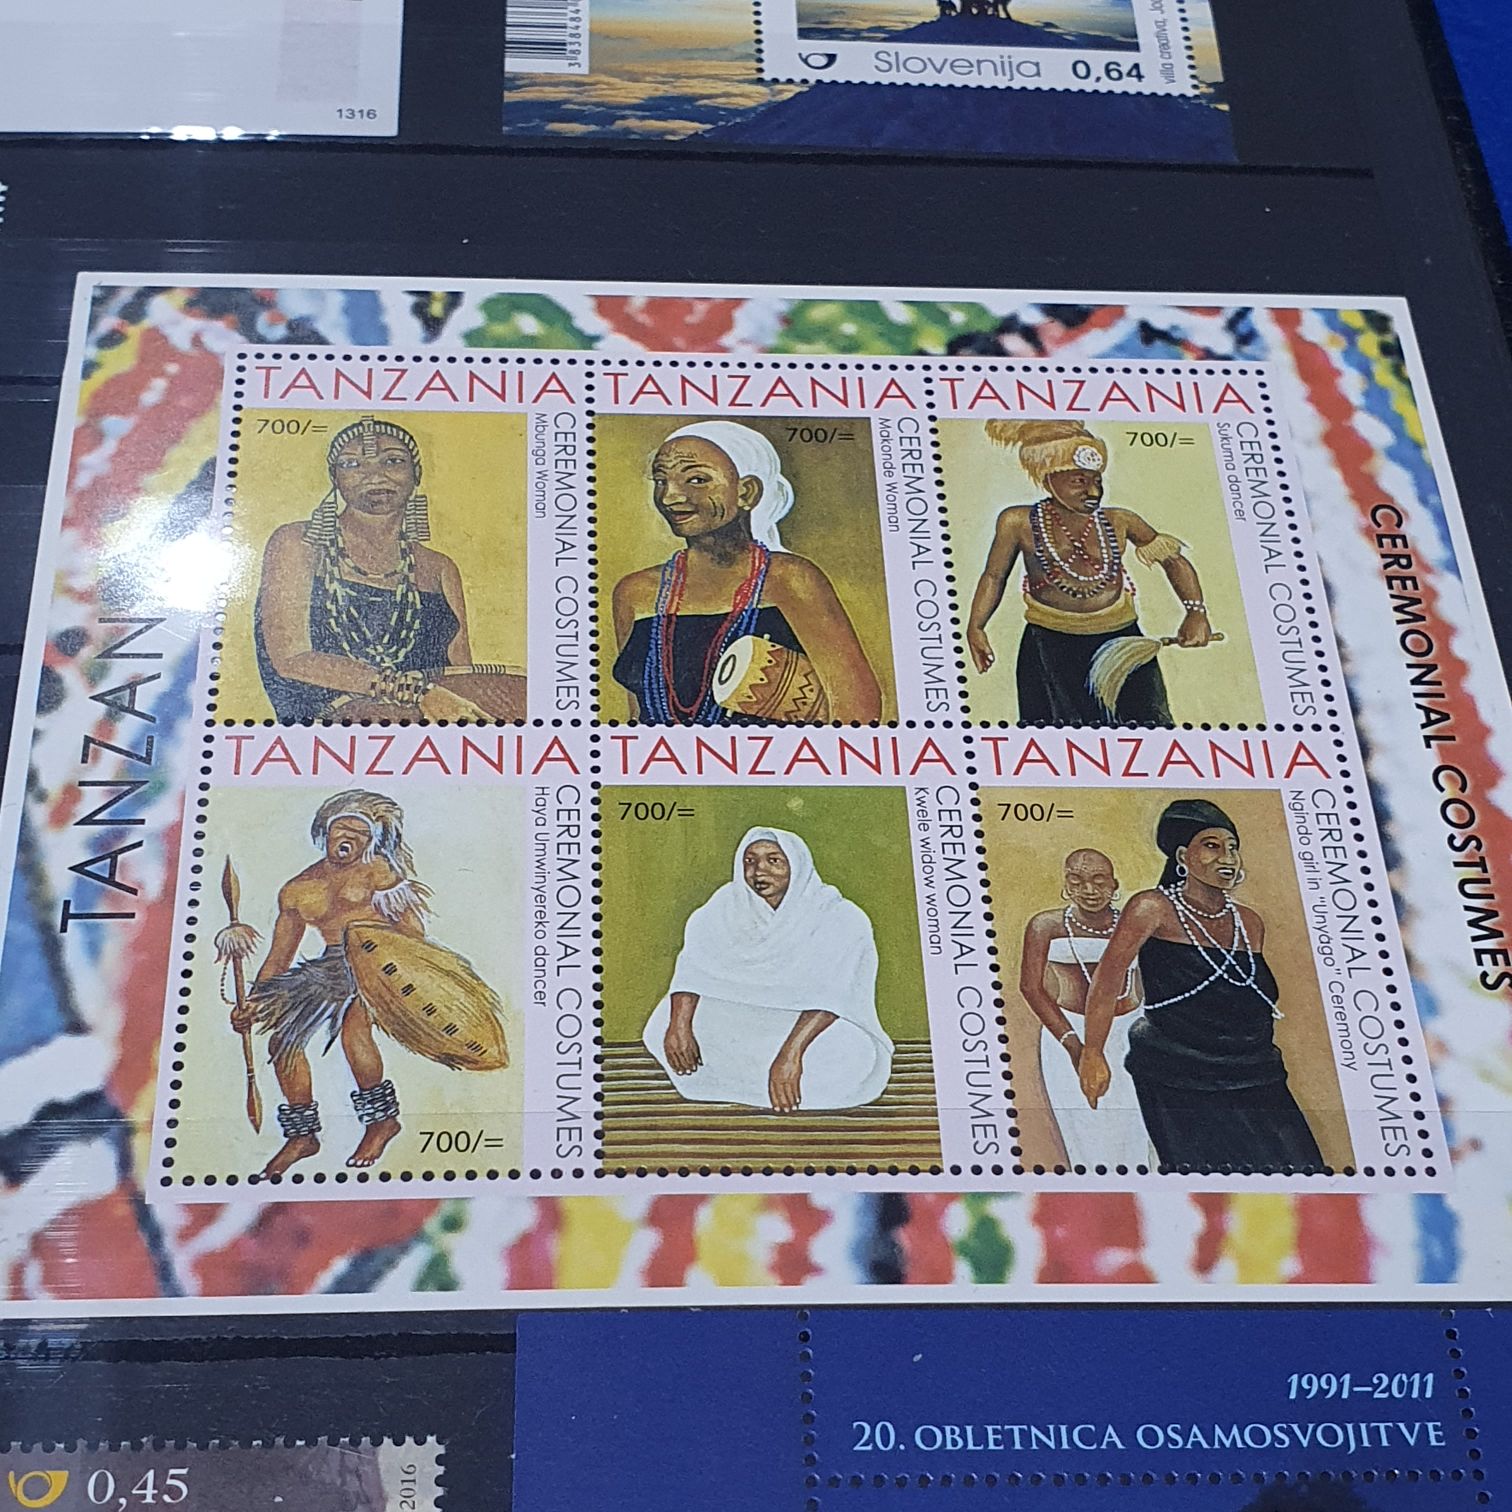 1316
3838484
Slovenija 0,64
TANZAN
CEREMONIAL COSTUMES
TANZANIA
700/=
CEREMONIAL COSTUMES
Mbunga Woman
TANZANIA
700/=
CEREMONIAL COSTUMES
Makonde Woman
TANZANIA
700/=
CEREMONIAL COSTUMES
Sukuma dancer
TANZANIA
700/=
CEREMONIAL COSTUMES
Haya Umwinyereko dancer
TANZANIA
700/=
CEREMONIAL COSTUMES
Kwele widow woman
TANZANIA
700/=
CEREMONIAL COSTUMES
Ngindo girl in "Unyago" Ceremony
1991–2011
20. OBLETNICA OSAMOSVOJITVE
0,45
2016